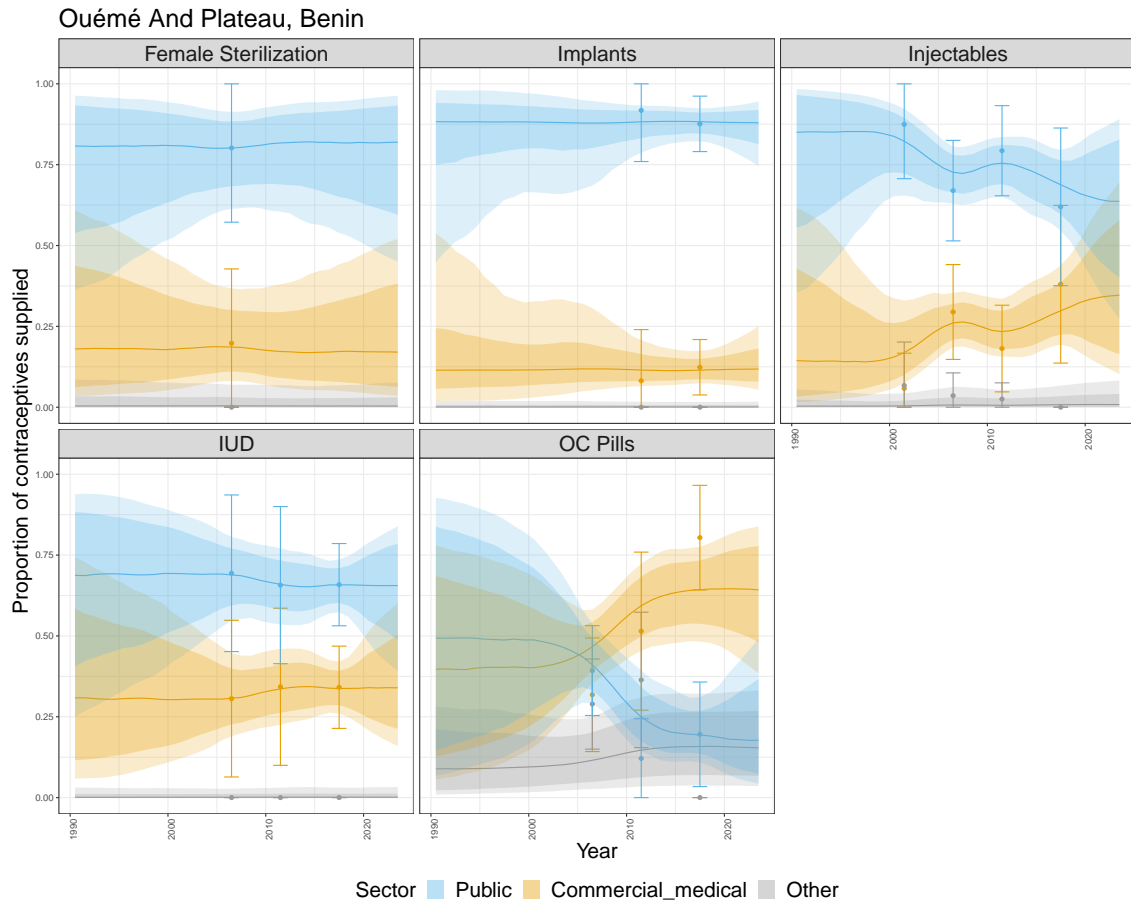 Ouémé And Plateau, Benin
Female Sterilization
Implants
Injectables
1.00
0.75
0.50
0.25
0.00
1990
2000
2010
2020
IUD
OC Pills
1.00
0.75
0.50
0.25
0.00
1990
2000
2010
2020
1990
2000
2010
2020
Proportion of contraceptives supplied
Year
Sector Public Commercial_medical Other